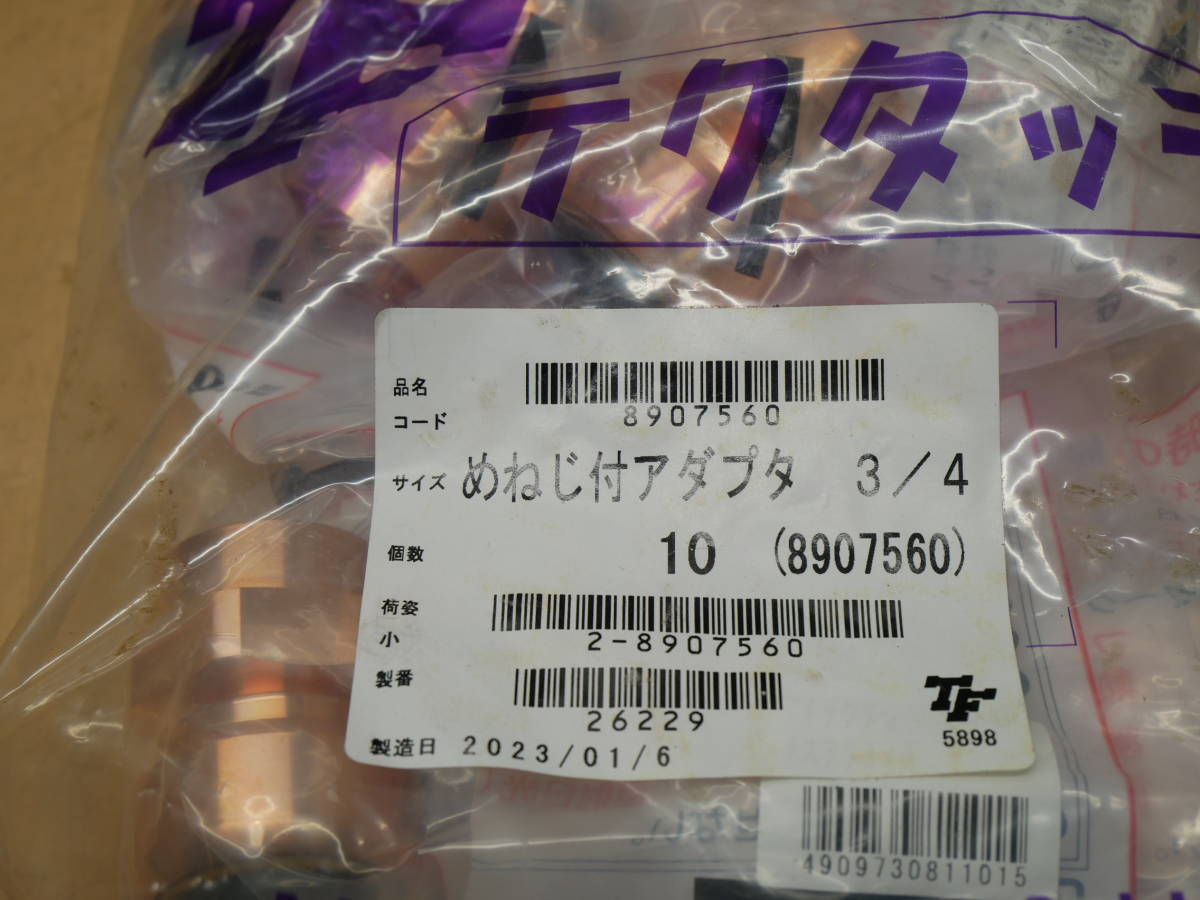 テクタッ
品名
コード
8907560
サイズ めねじ付アダプタ 3/4
個数 10 (8907560)
荷姿
小
2-8907560
製番
26229
TF
5898
製造日 2023/01/6
4909730811015